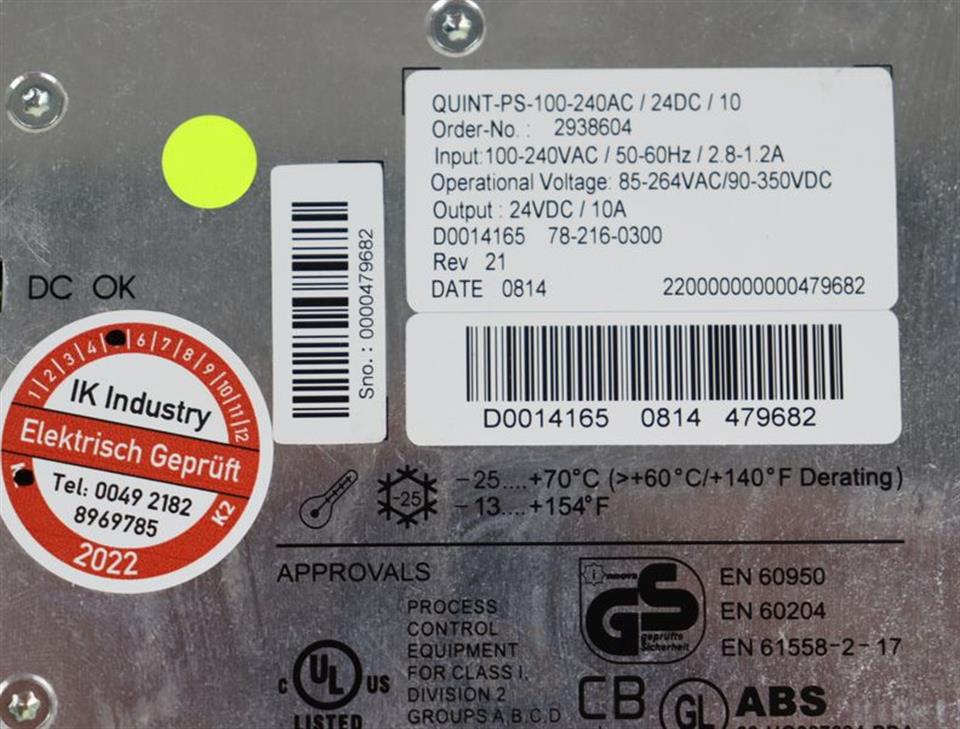 QUINT-PS-100-240AC / 24DC / 10
Order-No. : 2938604
Input:100-240VAC / 50-60Hz / 2.8-1.2A
Operational Voltage: 85-264VAC/90-350VDC
Output : 24VDC / 10A
D0014165 78-216-0300
Rev 21
DATE 0814 220000000000479682
Sno.: 0000479682
D0014165 0814 479682
DC OK
1|2|3|4| |6|7|8|9|10|11|12
IK Industry
Elektrisch Geprüft
Tel: 0049 2182
8969785
K2
2022
-25
-25....+70°C (>+60°C/+140°F Derating)
-13....+154°F
APPROVALS
PROCESS
CONTROL
EQUIPMENT
FOR CLASS I,
DIVISION 2
GROUPS A,B,C,D
C UL US
LISTED
GS
geprüfte
Sicherheit
EN 60950
EN 60204
EN 61558-2-17
CB
GL
ABS